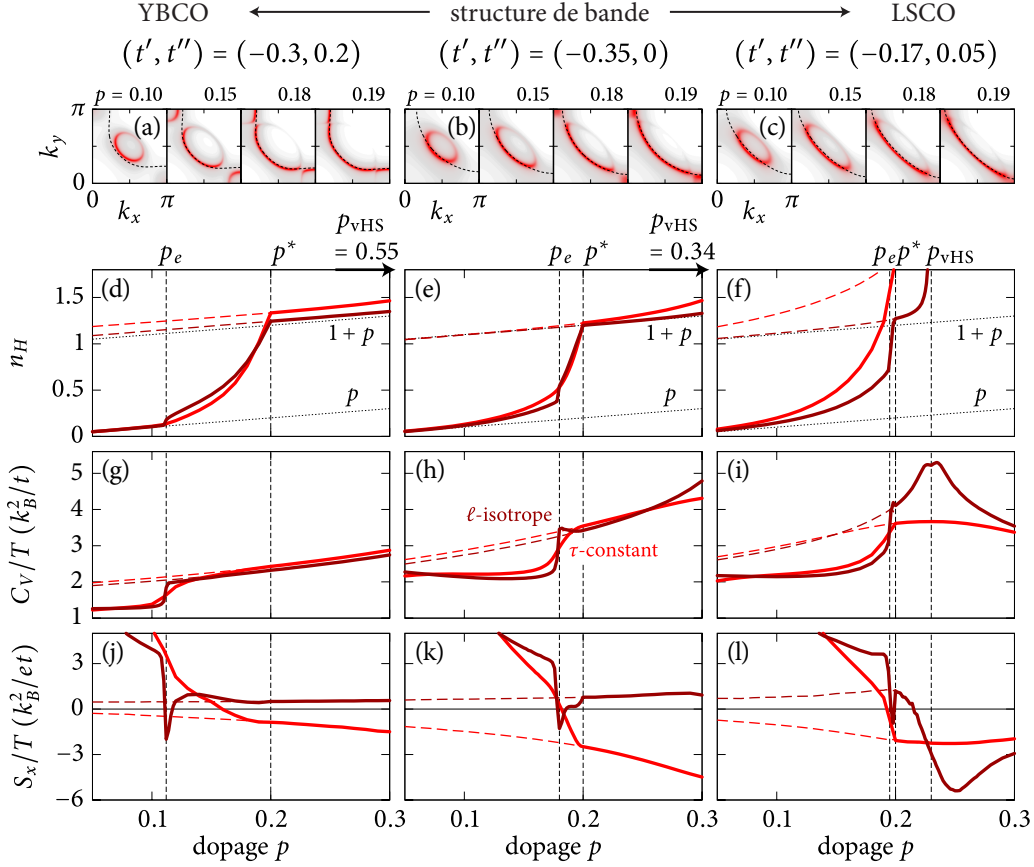 YBCO structure de bande LSCO
(t′, t″) = (−0.3, 0.2) (t′, t″) = (−0.35, 0) (t′, t″) = (−0.17, 0.05)
p = 0.10 0.15 0.18 0.19 p = 0.10 0.15 0.18 0.19 p = 0.10 0.15 0.18 0.19
π (a) (b) (c)
k_y
0
0 k_x π 0 k_x π 0 k_x π
p_vHS p_vHS
p_e p* = 0.55 p_e p* = 0.34 p_e p* p_vHS
(d) (e) (f)
1.5
1
0.5
0
n_H
1 + p 1 + p 1 + p
p p p
(g) (h) (i)
5
4
3
2
1
C_V/T (k_B²/t)
ℓ-isotrope
τ-constant
(j) (k) (l)
3
0
−3
−6
S_x/T (k_B²/et)
0.1 0.2 0.1 0.2 0.1 0.2 0.3
dopage p dopage p dopage p